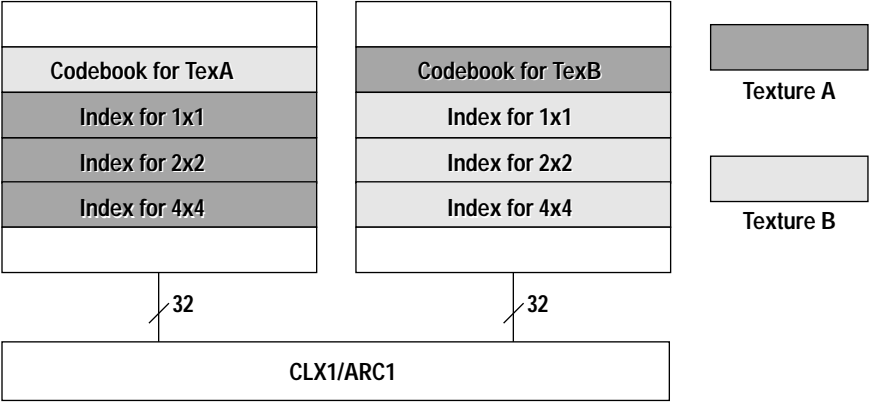 Codebook for TexA
Index for 1x1
Index for 2x2
Index for 4x4
32
Codebook for TexB
Index for 1x1
Index for 2x2
Index for 4x4
32
Texture A
Texture B
CLX1/ARC1